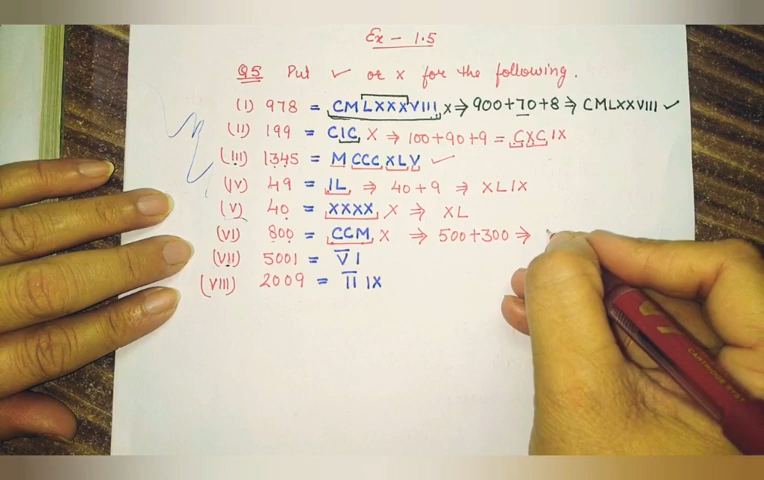 Ex - 1.5
Q5 Put ✓ or x for the following.
(I) 978 = CMLXXXVIII X ⇒ 900+70+8 ⇒ CMLXXVIII ✓
(II) 199 = CIC X ⇒ 100+90+9 = CXCIX
(III) 1345 = MCCCXLV ✓
(IV) 49 = IL ⇒ 40+9 ⇒ XLIX
(V) 40 = XXXX X ⇒ XL
(VI) 800 = CCM X ⇒ 500+300 ⇒
(VII) 5001 = V̅I
(VIII) 2009 = I̅I̅IX